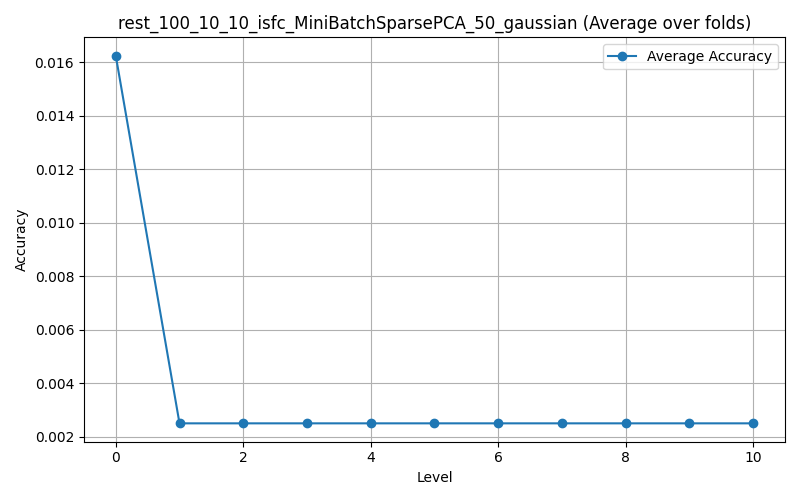 rest_100_10_10_isfc_MiniBatchSparsePCA_50_gaussian (Average over folds)
Average Accuracy
0.016
0.014
0.012
0.010
0.008
0.006
0.004
0.002
Accuracy
0 2 4 6 8 10
Level